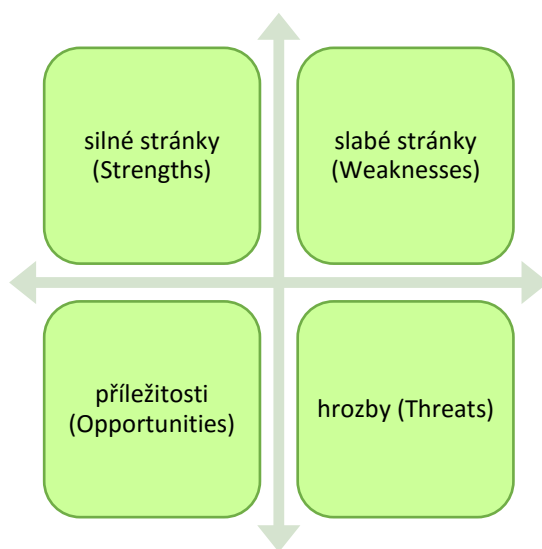 silné stránky
(Strengths)
slabé stránky
(Weaknesses)
příležitosti
(Opportunities)
hrozby (Threats)